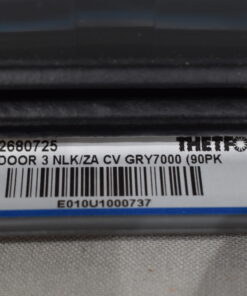 2680725 THETFO
DOOR 3 NLK/ZA CV GRY7000 (90PK
E010U1000737